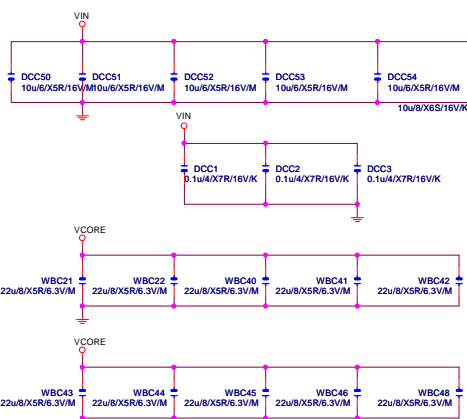 VIN
DCC50 DCC51 DCC52 DCC53 DCC54
10u/6/X5R/16V/M 10u/6/X5R/16V/M 10u/6/X5R/16V/M 10u/6/X5R/16V/M 10u/6/X5R/16V/M
10u/8/X6S/16V/K
VIN
DCC1 DCC2 DCC3
0.1u/4/X7R/16V/K 0.1u/4/X7R/16V/K 0.1u/4/X7R/16V/K
VCORE
WBC21 WBC22 WBC40 WBC41 WBC42
22u/8/X5R/6.3V/M 22u/8/X5R/6.3V/M 22u/8/X5R/6.3V/M 22u/8/X5R/6.3V/M 22u/8/X5R/6.3V/M
VCORE
WBC43 WBC44 WBC45 WBC46 WBC48
22u/8/X5R/6.3V/M 22u/8/X5R/6.3V/M 22u/8/X5R/6.3V/M 22u/8/X5R/6.3V/M 22u/8/X5R/6.3V/M